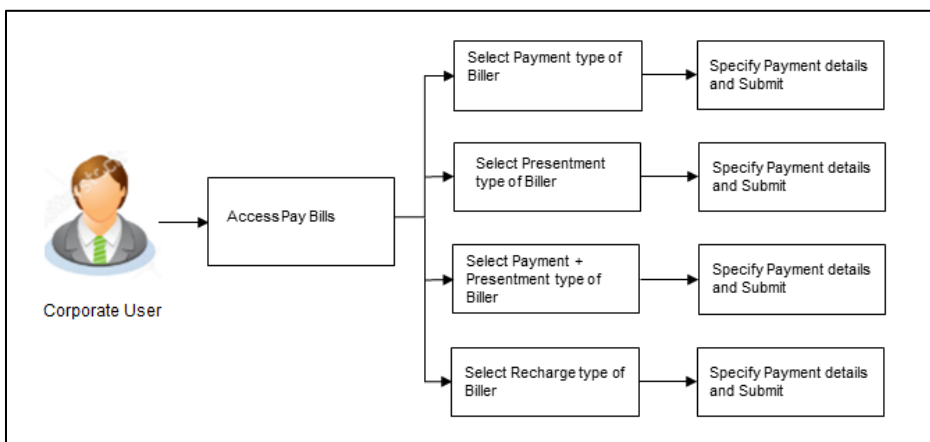 Select Payment type of
Biller
Specify Payment details
and Submit
Select Presentment
type of Biller
Specify Payment details
and Submit
Access Pay Bills
Corporate User
Select Payment +
Presentment type of
Biller
Specify Payment details
and Submit
Select Recharge type of
Biller
Specify Payment details
and Submit